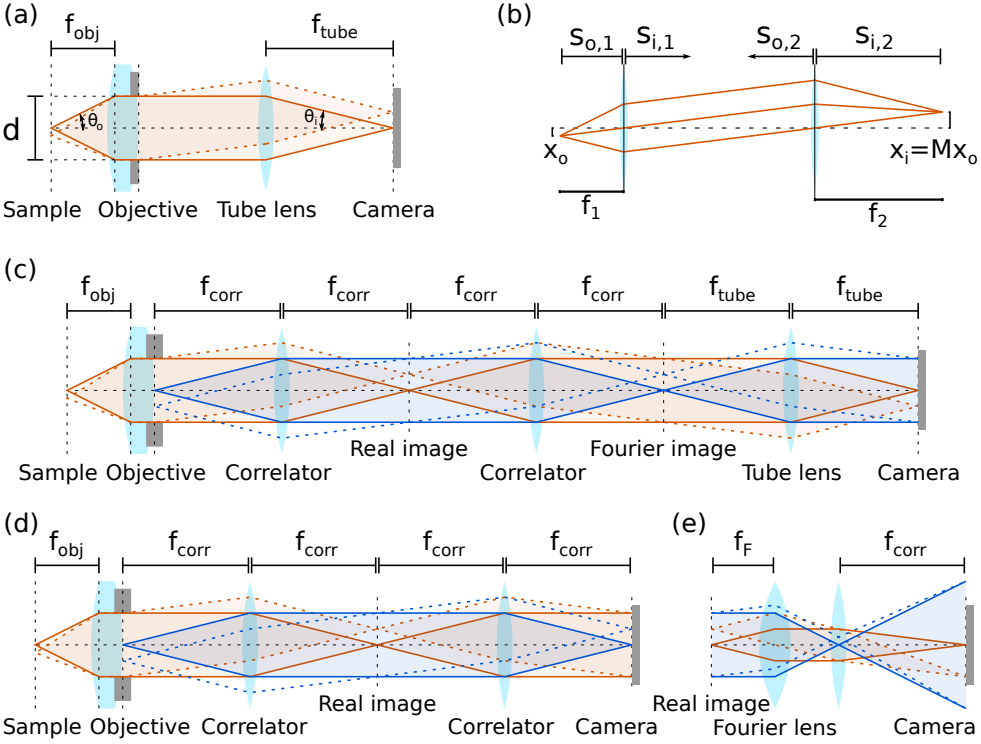 (a)
f_obj
f_tube
d
θ_o
θ_i
Sample
Objective
Tube lens
Camera
(b)
s_o,1
s_i,1
s_o,2
s_i,2
x_o
x_i=Mx_o
f_1
f_2
(c)
f_obj
f_corr
f_corr
f_corr
f_corr
f_tube
f_tube
Real image
Fourier image
Sample
Objective
Correlator
Correlator
Tube lens
Camera
(d)
f_obj
f_corr
f_corr
f_corr
f_corr
Real image
Sample
Objective
Correlator
Correlator
Camera
(e)
f_F
f_corr
Real image
Fourier lens
Camera